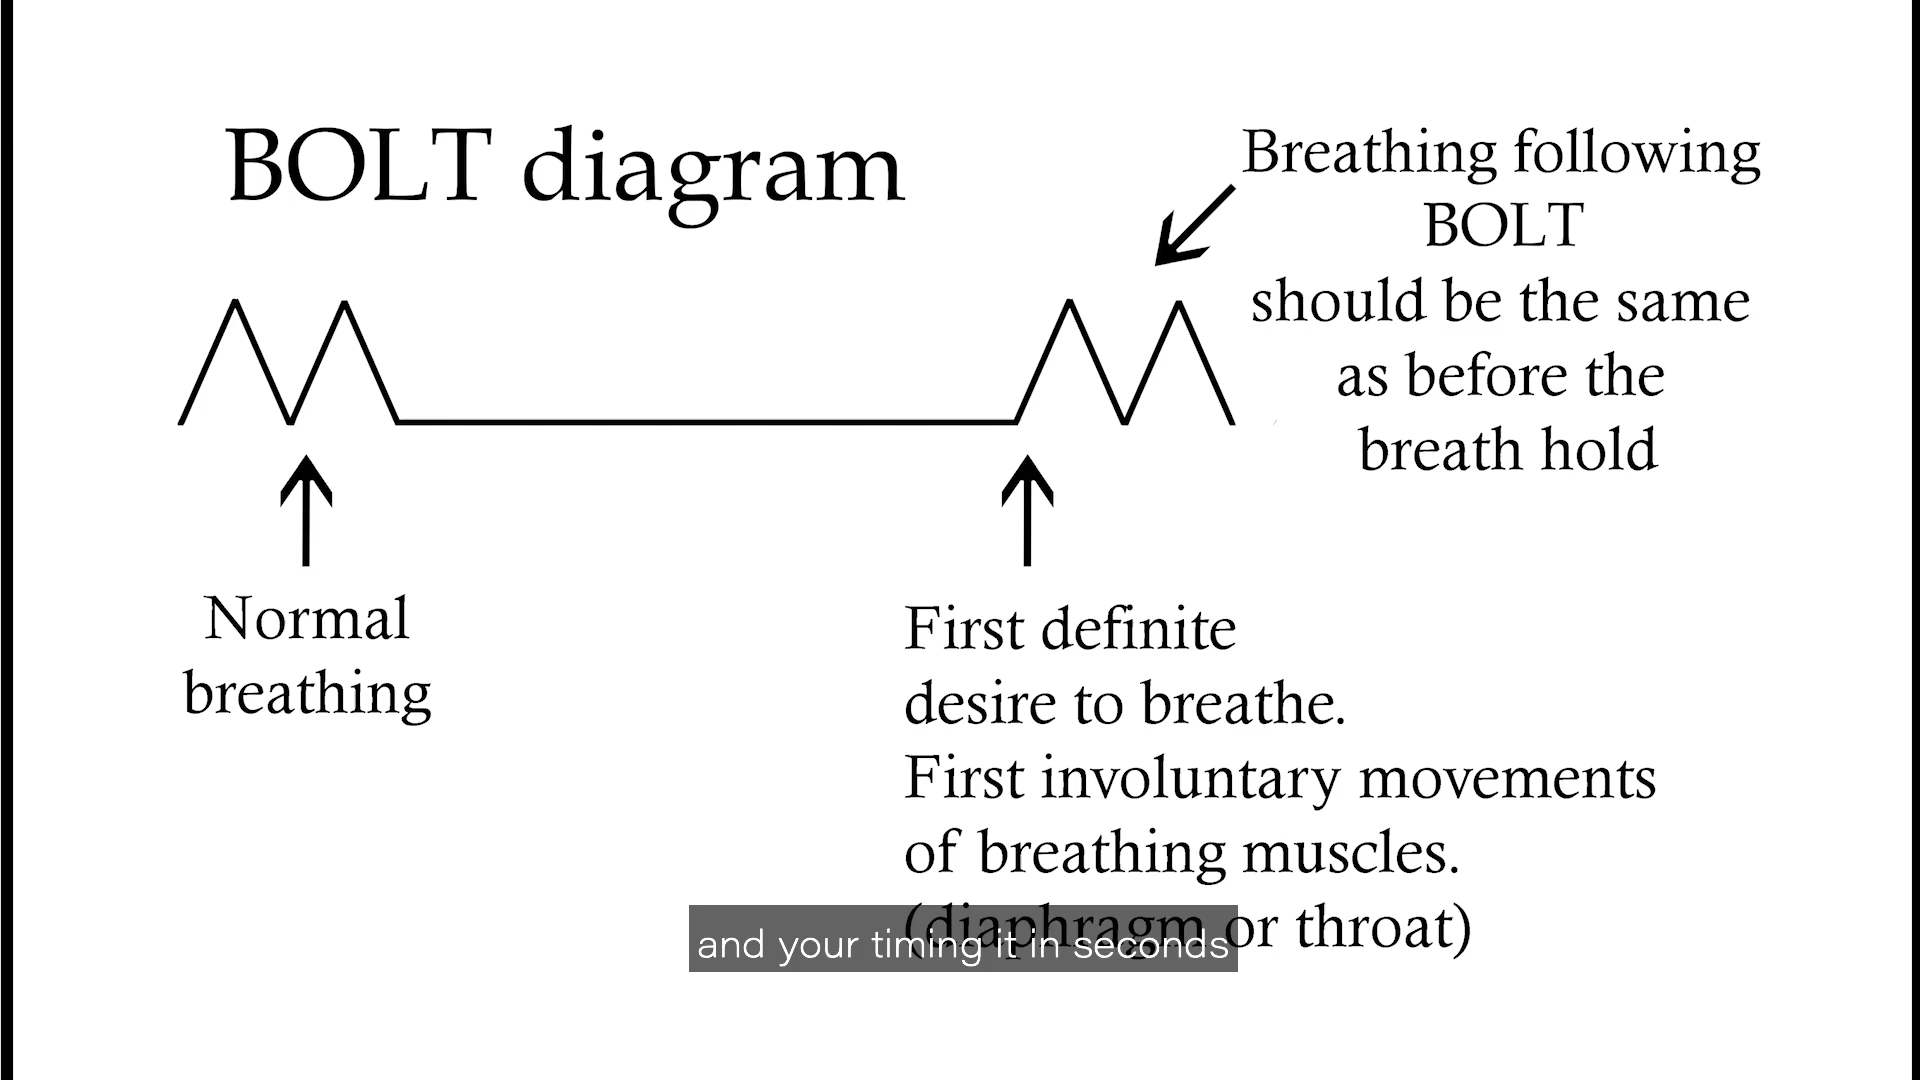 BOLT diagram
Breathing following
BOLT
should be the same
as before the
breath hold
Normal
breathing
First definite
desire to breathe.
First involuntary movements
of breathing muscles.
(diaphragm or throat)
and your timing it in seconds